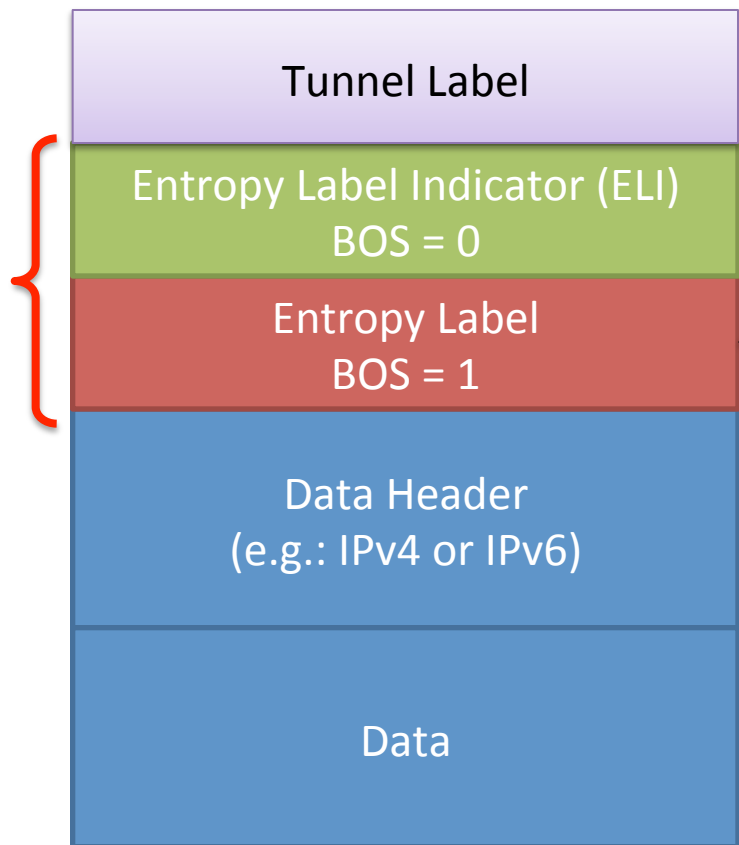 Tunnel Label
Entropy Label Indicator (ELI)
BOS = 0
Entropy Label
BOS = 1
Data Header
(e.g.: IPv4 or IPv6)
Data